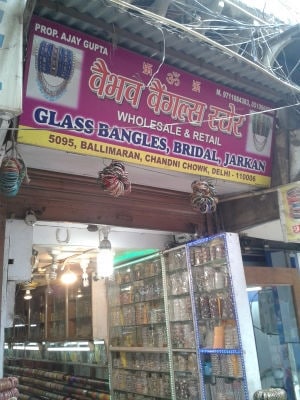 PROP. AJAY GUPTA
ॐ
वैभव बैंगल्स स्टोर
WHOLESALE & RETAIL
GLASS BANGLES, BRIDAL, JARKAN
5095, BALLIMARAN, CHANDNI CHOWK, DELHI - 110006